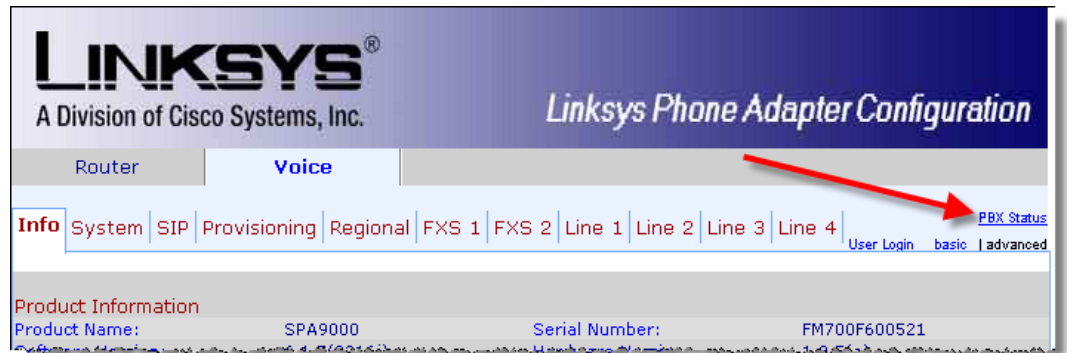 LINKSYS®
A Division of Cisco Systems, Inc.
Linksys Phone Adapter Configuration
Router Voice
Info System SIP Provisioning Regional FXS 1 FXS 2 Line 1 Line 2 Line 3 Line 4
PBX Status
User Login basic | advanced
Product Information
Product Name: SPA9000 Serial Number: FM700F600521